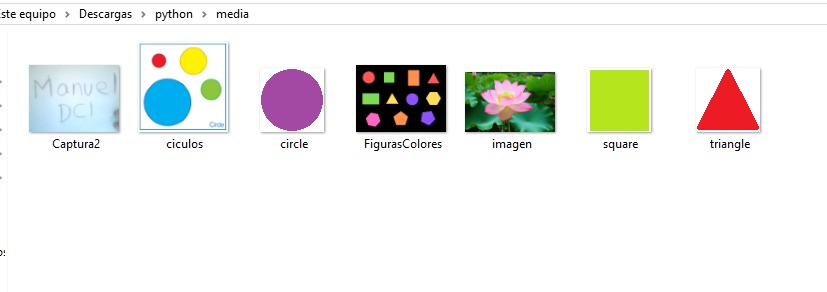 ste equipo > Descargas > python > media
Manuel
DCI
Circle
Captura2
ciculos
circle
FigurasColores
imagen
square
triangle